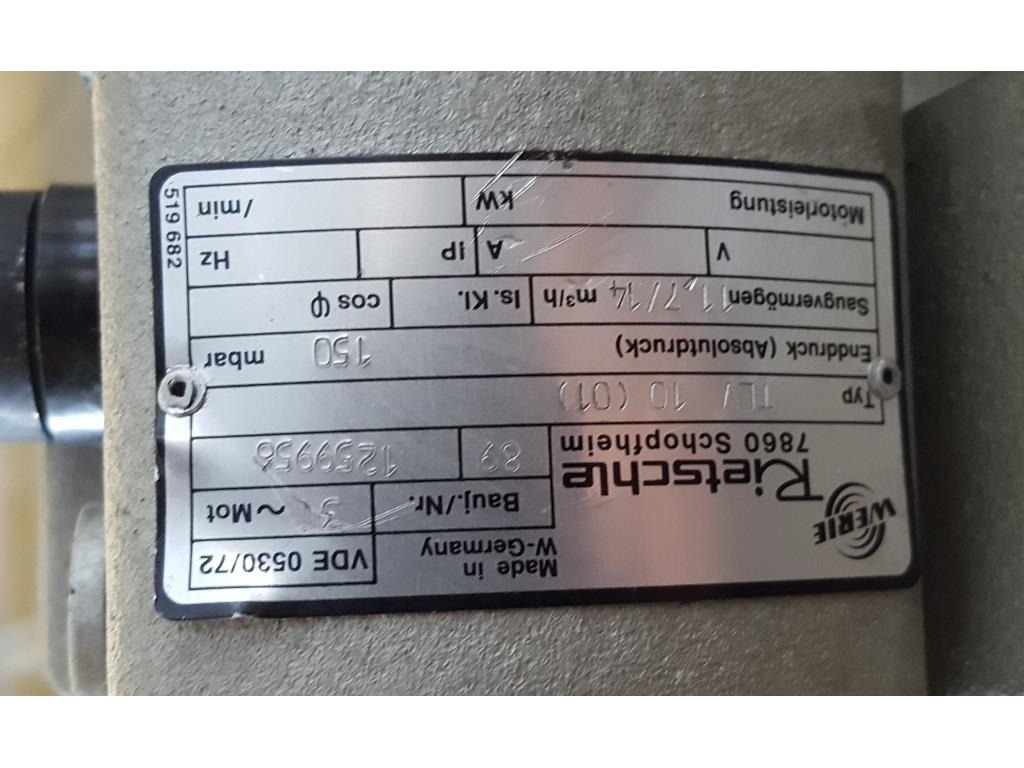 WERIE
Rietschle
7860 Schopfheim
Made in
W-Germany
VDE 0530/72
Bauj./Nr.
3 ~ Mot
89 1259956
Typ TLV 10 (01)
Enddruck (Absolutdruck) 150 mbar
Saugvermögen 11,7/14 m³/h Is. Kl. cos φ
V A IP Hz
Motorleistung kW /min
519 682